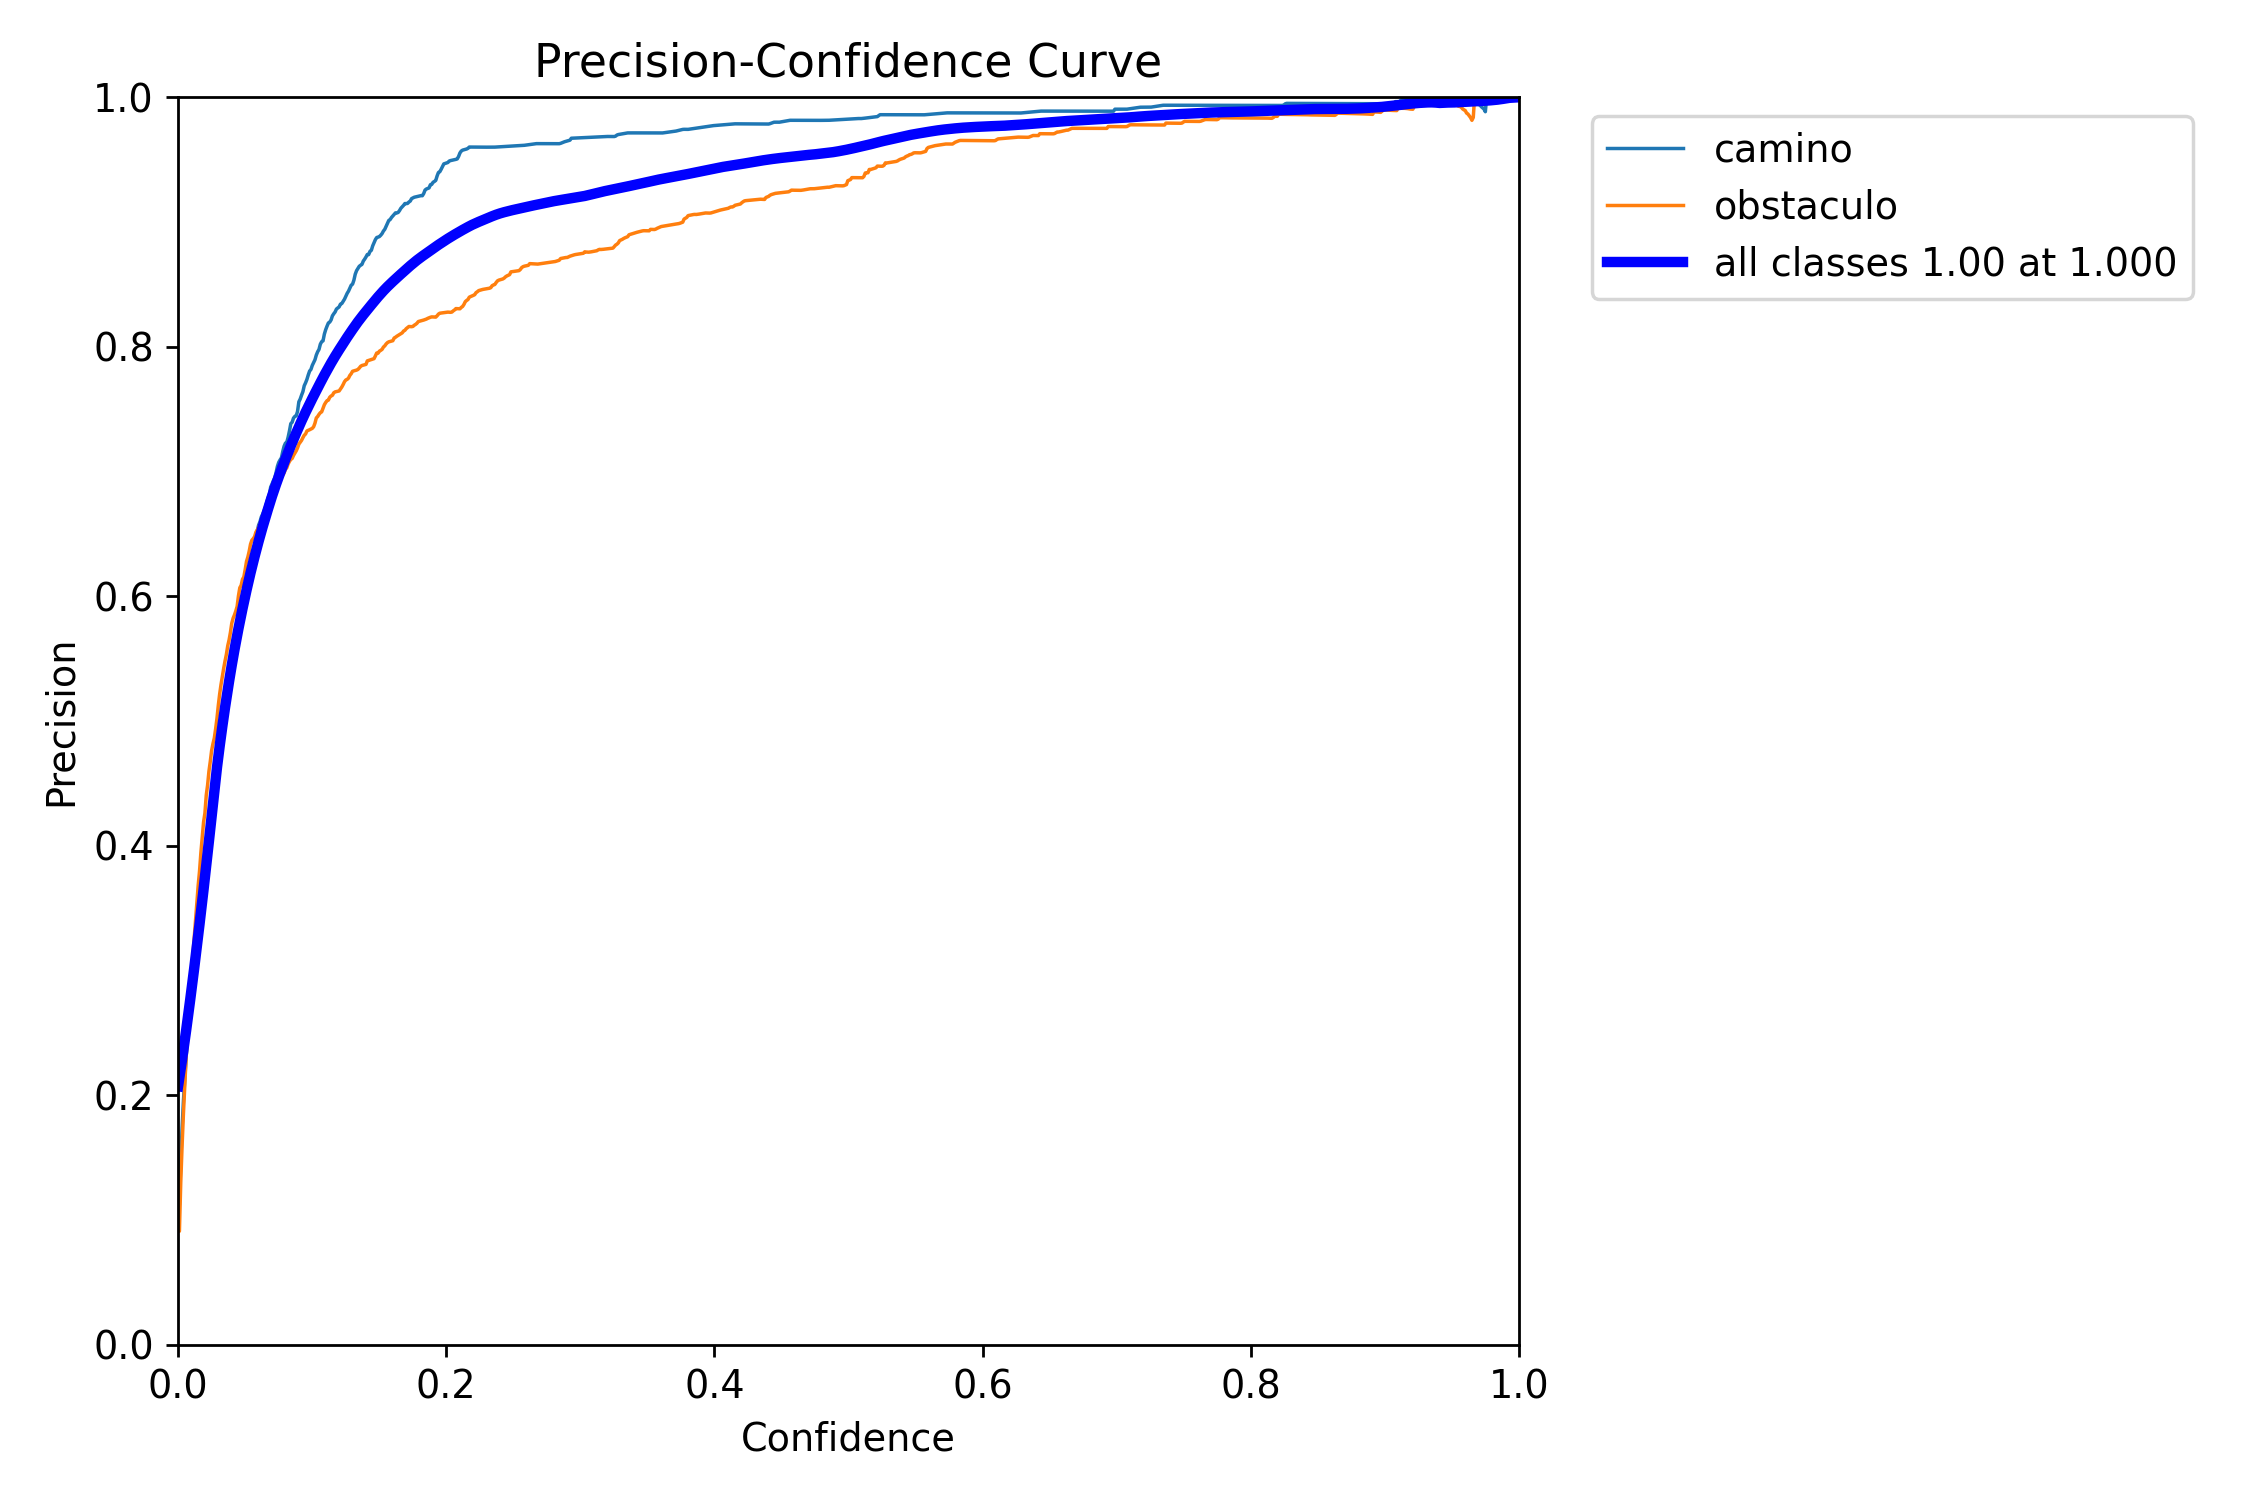 Precision-Confidence Curve
1.0
0.8
0.6
0.4
0.2
0.0
Precision
0.0 0.2 0.4 0.6 0.8 1.0
Confidence
camino
obstaculo
all classes 1.00 at 1.000